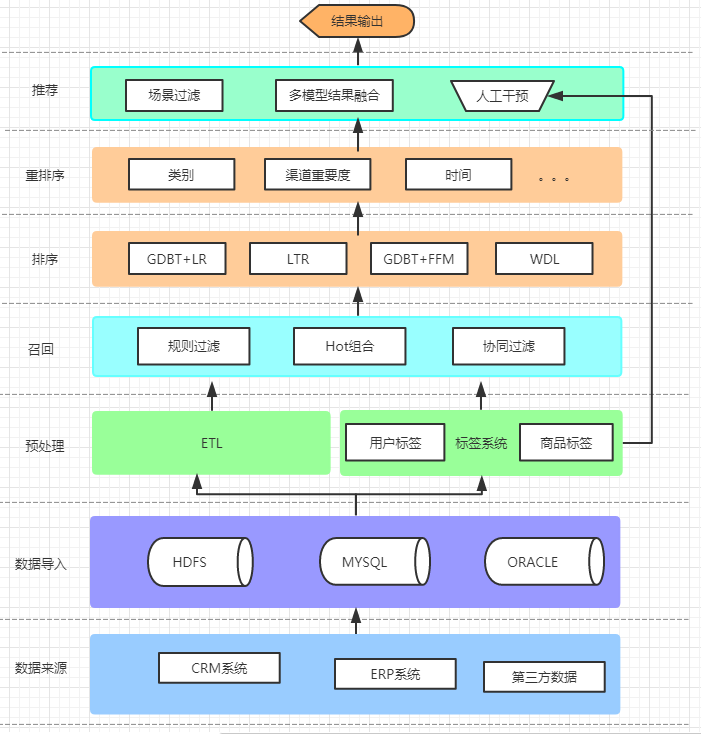 结果输出
推荐
场景过滤
多模型结果融合
人工干预
重排序
类别
渠道重要度
时间
。。。
排序
GDBT+LR
LTR
GDBT+FFM
WDL
召回
规则过滤
Hot组合
协同过滤
预处理
ETL
用户标签
标签系统
商品标签
数据导入
HDFS
MYSQL
ORACLE
数据来源
CRM系统
ERP系统
第三方数据